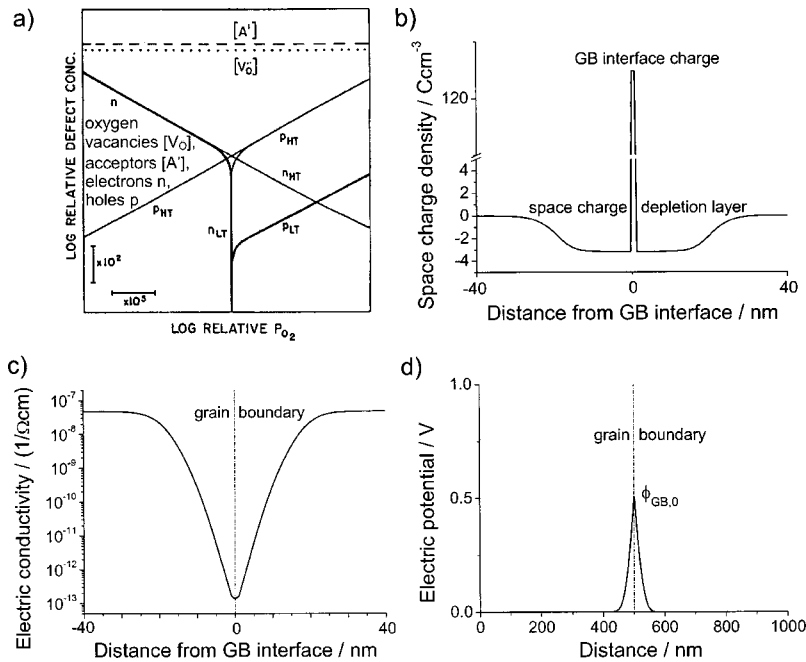 a)
[A']
[V_O^..]
n
oxygen
vacancies [V_O],
acceptors [A'],
electrons n,
holes p
p_HT
p_HT
n_HT
n_LT
p_LT
x10^2
x10^5
LOG RELATIVE DEFECT CONC.
LOG RELATIVE P_O2
b)
GB interface charge
120
4
2
0
-2
-4
space charge depletion layer
Space charge density / Ccm^-3
-40 0 40
Distance from GB interface / nm
c)
10^-7
10^-8
10^-9
10^-10
10^-11
10^-12
10^-13
grain boundary
Electric conductivity / (1/Ωcm)
-40 0 40
Distance from GB interface / nm
d)
1.0
0.5
0.0
grain boundary
ϕ_GB,0
Electric potential / V
0 200 400 600 800 1000
Distance / nm